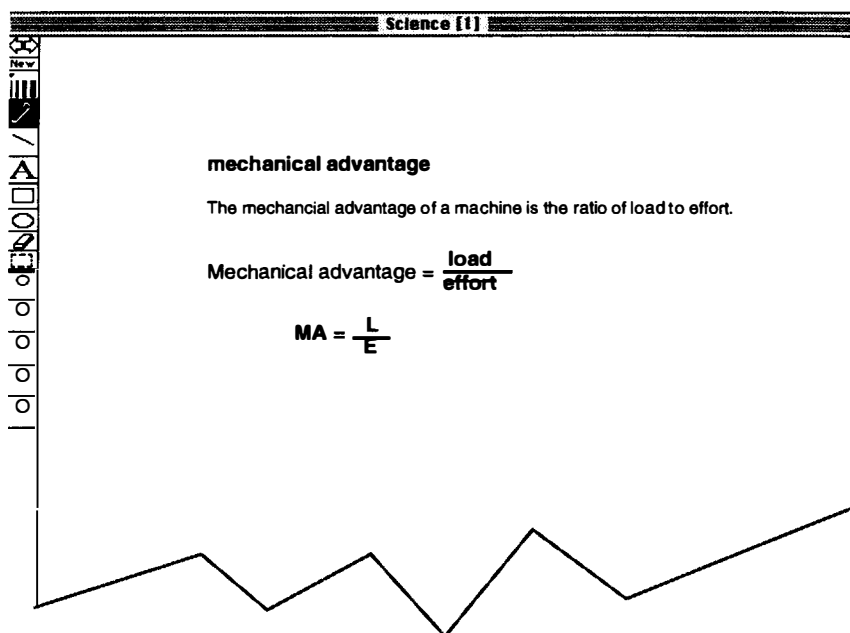 Science [1]
New
A
mechanical advantage
The mechancial advantage of a machine is the ratio of load to effort.
Mechanical advantage = load
effort
MA = L
E